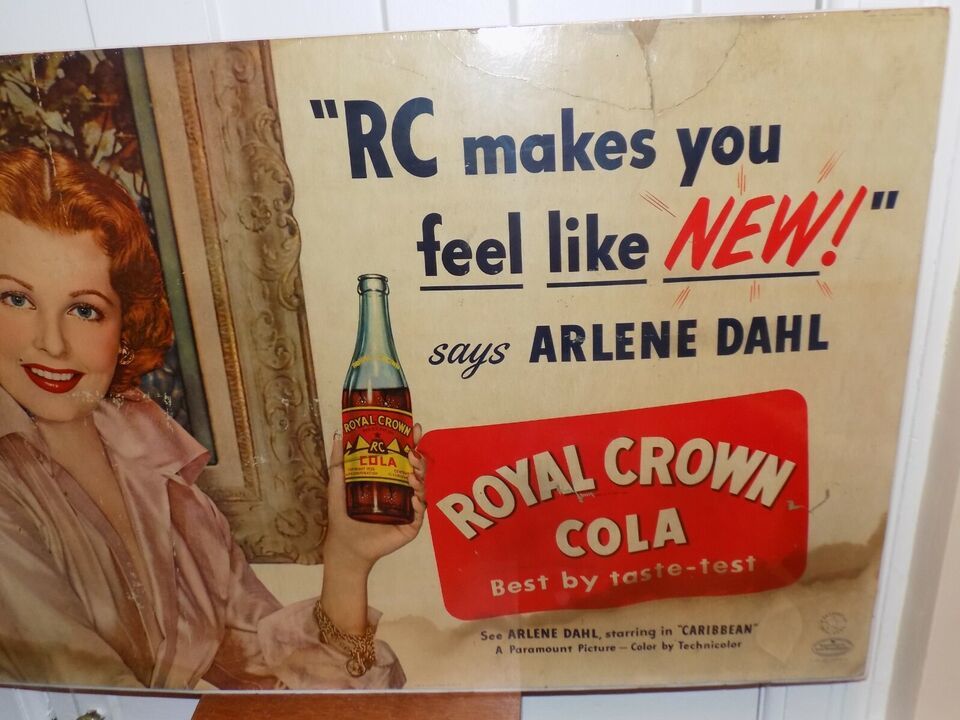 "RC makes you
feel like NEW!"
says ARLENE DAHL
ROYAL CROWN
RC
COLA
ROYAL CROWN
COLA
Best by taste-test
See ARLENE DAHL, starring in "CARIBBEAN"
A Paramount Picture — Color by Technicolor